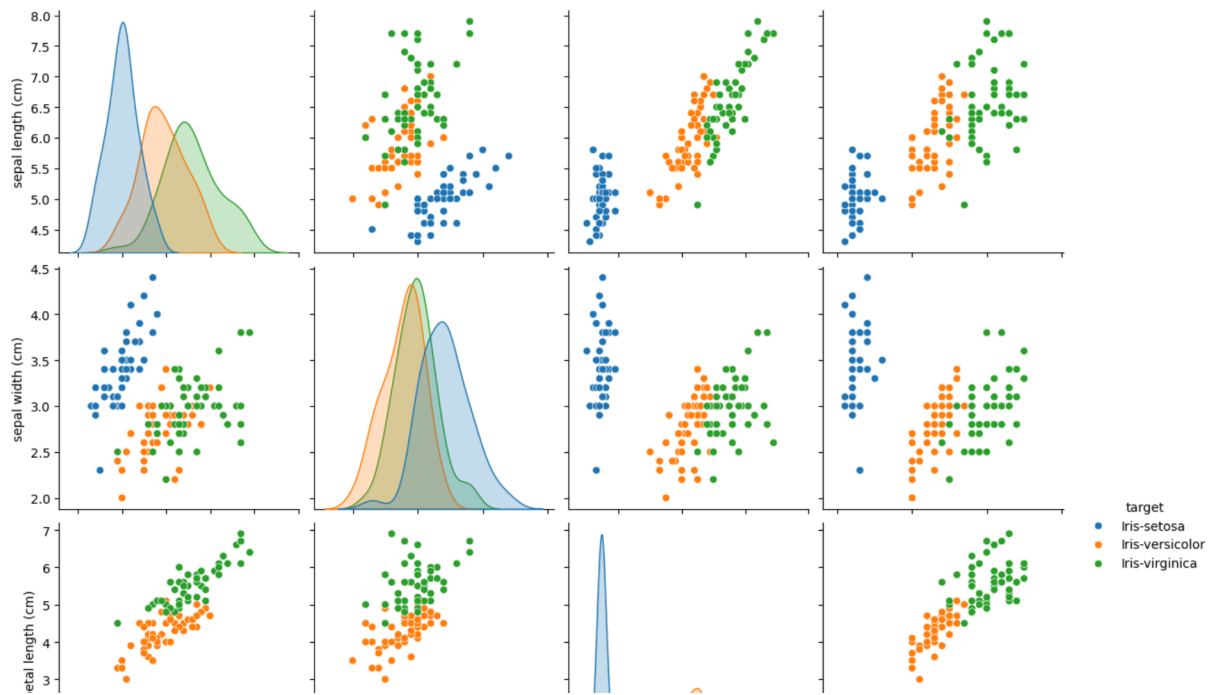 8.0
7.5
7.0
6.5
6.0
5.5
5.0
4.5
sepal length (cm)
4.5
4.0
3.5
3.0
2.5
2.0
sepal width (cm)
7
6
5
4
3
etal length (cm)
target
Iris-setosa
Iris-versicolor
Iris-virginica